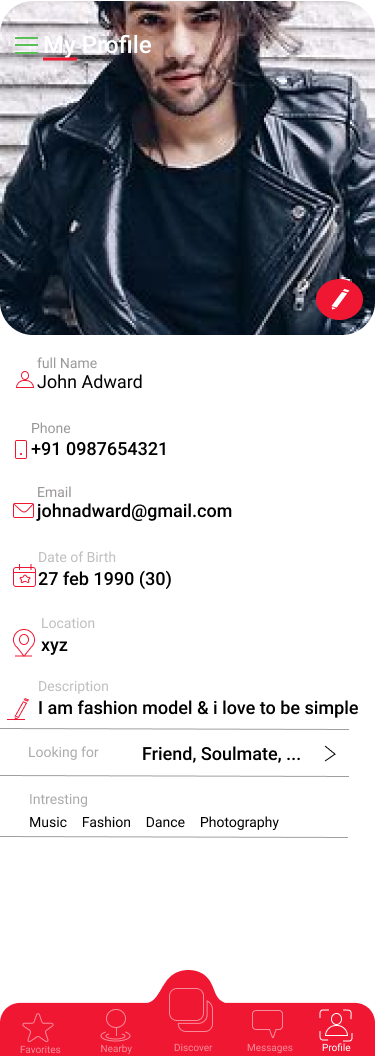 My Profile
full Name
John Adward
Phone
+91 0987654321
Email
johnadward@gmail.com
Date of Birth
27 feb 1990 (30)
Location
xyz
Description
I am fashion model & i love to be simple
Looking for Friend, Soulmate, ...
Intresting
Music Fashion Dance Photography
Favorites Nearby Discover Messages Profile